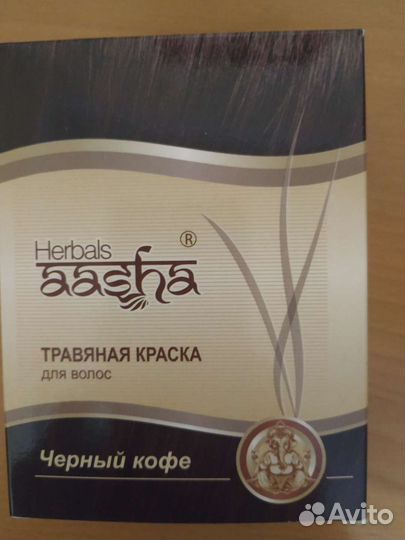 Herbals
aasha ®
ТРАВЯНАЯ КРАСКА
для волос
Черный кофе
Avito